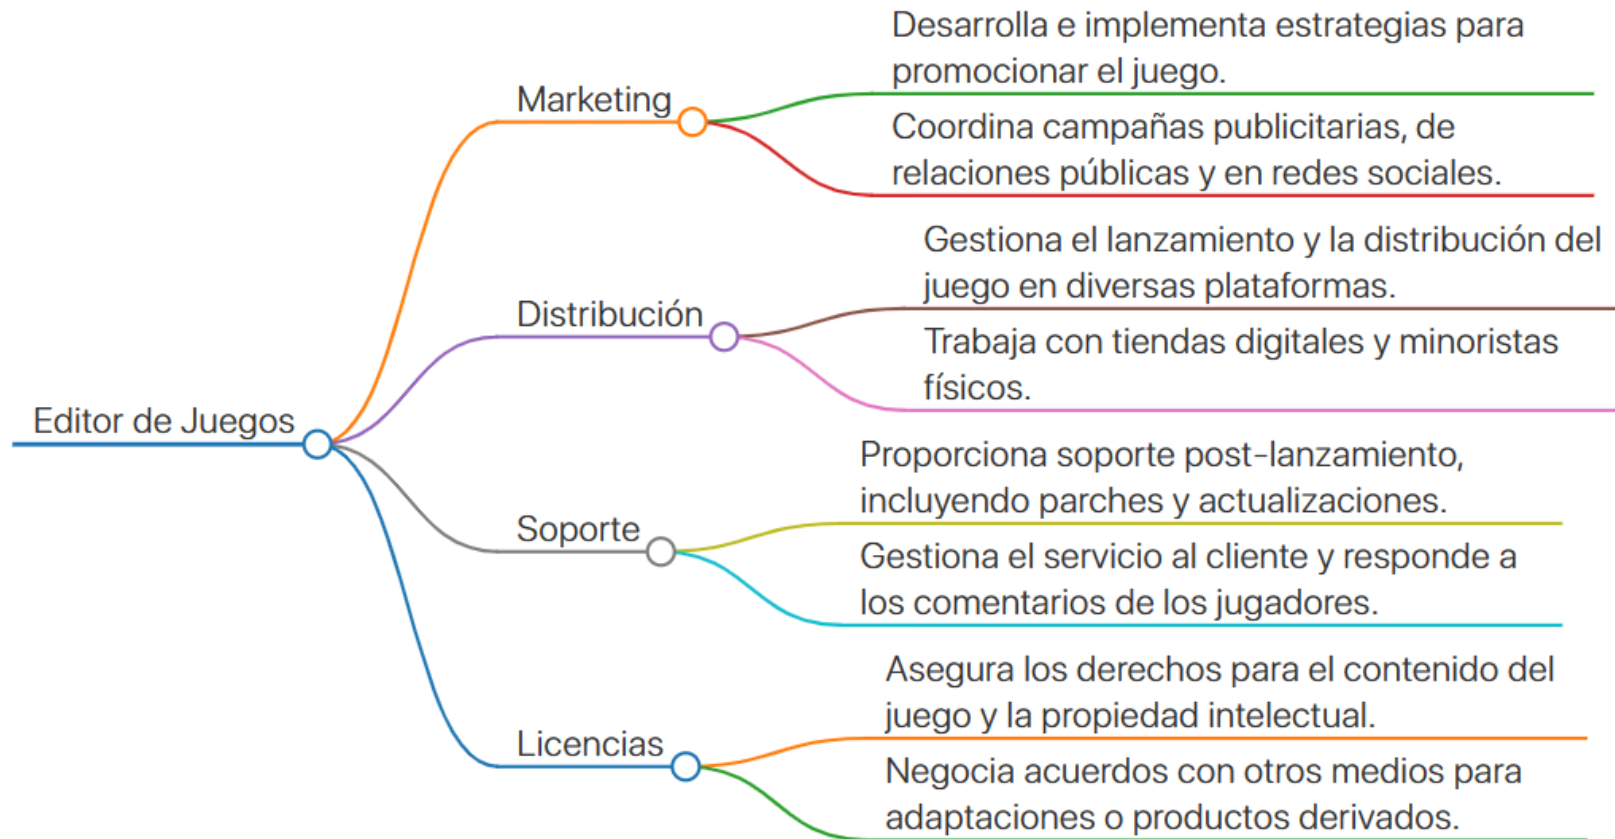 Editor de Juegos
Marketing
Desarrolla e implementa estrategias para
promocionar el juego.
Coordina campañas publicitarias, de
relaciones públicas y en redes sociales.
Distribución
Gestiona el lanzamiento y la distribución del
juego en diversas plataformas.
Trabaja con tiendas digitales y minoristas
físicos.
Soporte
Proporciona soporte post-lanzamiento,
incluyendo parches y actualizaciones.
Gestiona el servicio al cliente y responde a
los comentarios de los jugadores.
Licencias
Asegura los derechos para el contenido del
juego y la propiedad intelectual.
Negocia acuerdos con otros medios para
adaptaciones o productos derivados.